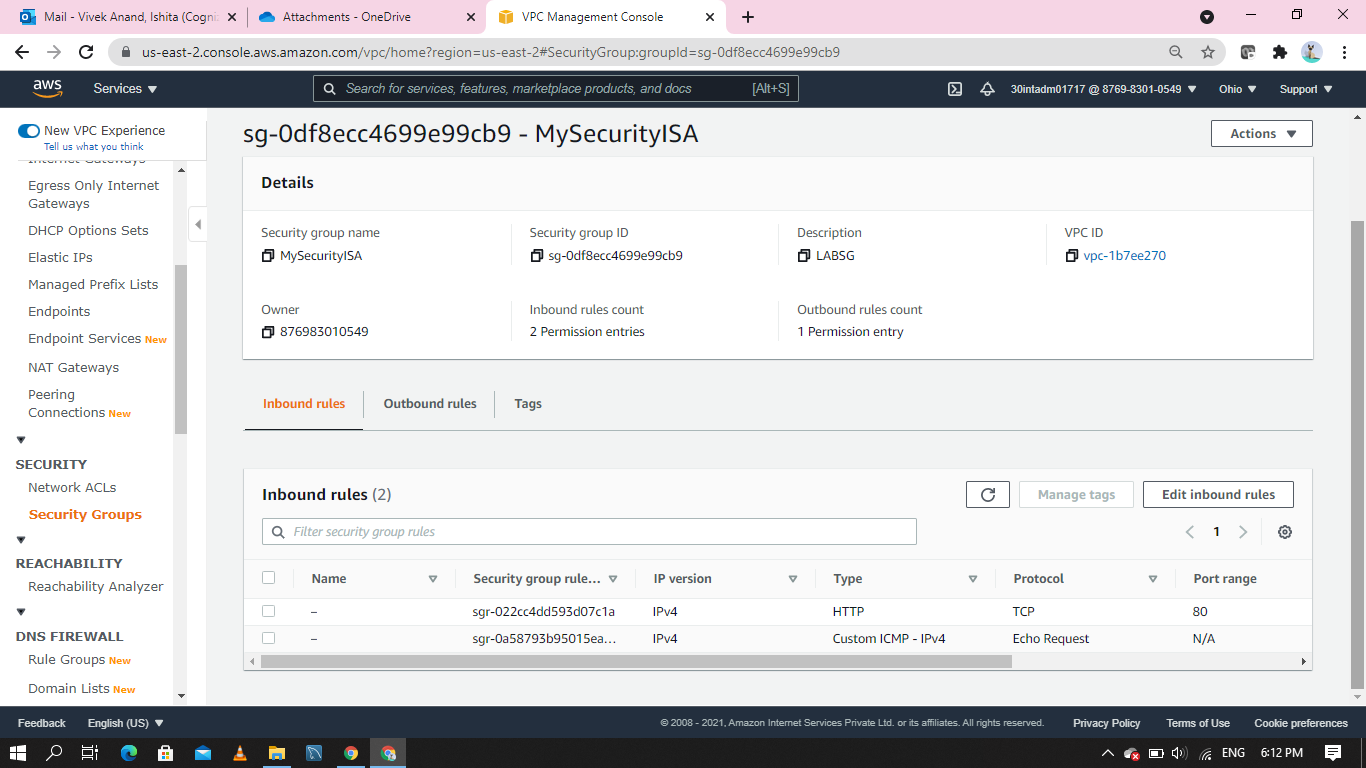 Mail - Vivek Anand, Ishita (Cogni
Attachments - OneDrive
VPC Management Console
us-east-2.console.aws.amazon.com/vpc/home?region=us-east-2#SecurityGroup:groupId=sg-0df8ecc4699e99cb9
aws
Services
Search for services, features, marketplace products, and docs [Alt+S]
30intadm01717 @ 8769-8301-0549
Ohio
Support
New VPC Experience
Tell us what you think
Internet Gateways
Egress Only Internet
Gateways
DHCP Option Sets
Elastic IPs
Managed Prefix Lists
Endpoints
Endpoint Services New
NAT Gateways
Peering
Connections New
SECURITY
Network ACLs
Security Groups
REACHABILITY
Reachability Analyzer
DNS FIREWALL
Rule Groups New
Domain Lists New
sg-0df8ecc4699e99cb9 - MySecurityISA
Actions
Details
Security group name
MySecurityISA
Security group ID
sg-0df8ecc4699e99cb9
Description
LABSG
VPC ID
vpc-1b7ee270
Owner
876983010549
Inbound rules count
2 Permission entries
Outbound rules count
1 Permission entry
Inbound rules
Outbound rules
Tags
Inbound rules (2)
Manage tags
Edit inbound rules
Filter security group rules
1
Name Security group rule... IP version Type Protocol Port range
– sgr-022cc4dd593d07c1a IPv4 HTTP TCP 80
– sgr-0a58793b95015ea... IPv4 Custom ICMP - IPv4 Echo Request N/A
Feedback
English (US)
© 2008 - 2021, Amazon Internet Services Private Ltd. or its affiliates. All rights reserved.
Privacy Policy
Terms of Use
Cookie preferences
ENG
6:12 PM